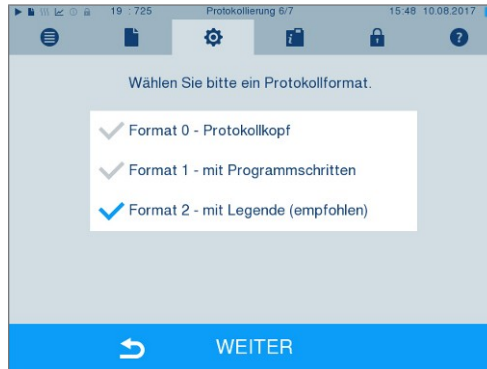 19 : 725 Protokollierung 6/7 15:48 10.08.2017
Wählen Sie bitte ein Protokollformat.
Format 0 - Protokollkopf
Format 1 - mit Programmschritten
Format 2 - mit Legende (empfohlen)
WEITER